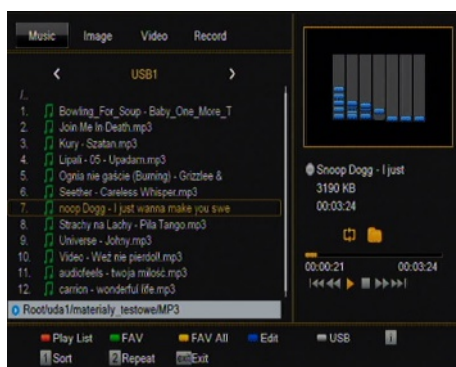 Music Image Video Record
USB1
/..
1. Bowling_For_Soup - Baby_One_More_T
2. Join Me In Death.mp3
3. Kury - Szatan.mp3
4. Lipali - 05 - Upadam.mp3
5. Ognia nie gaście (Burning) - Grizzlee &
6. Seether - Careless Whisper.mp3
7. noop Dogg - I just wanna make you swe
8. Strachy na Lachy - Piła Tango.mp3
9. Universe - Johny.mp3
10. Video - Weź nie pierdol!.mp3
11. audiofeels - twoja miłość.mp3
12. carrion - wonderful life.mp3
Root/uda1/materialy_testowe/MP3
Snoop Dogg - I just
3190 KB
00:03:24
00:00:21 00:03:24
Play List FAV FAV All Edit USB i
1 Sort 2 Repeat Exit